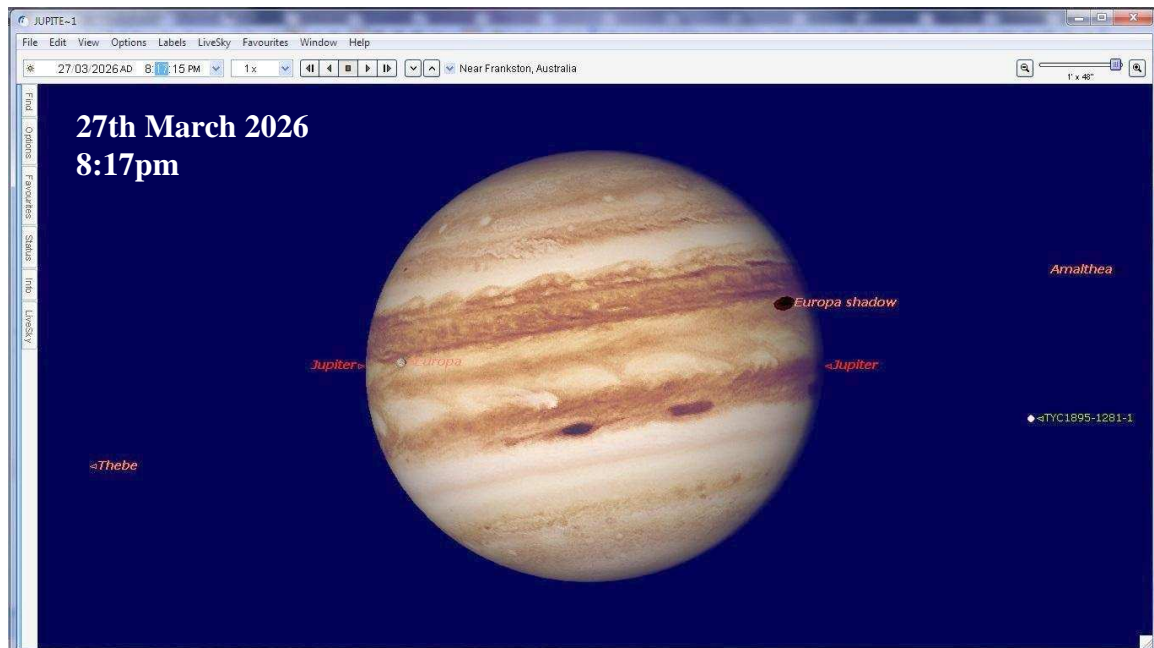 JUPITE~1
File Edit View Options Labels LiveSky Favourites Window Help
27/03/2026 AD 8:17:15 PM 1x Near Frankston, Australia
1' x 48"
Find
Options
Favourites
Status
Info
LiveSky
27th March 2026
8:17pm
Amalthea
Europa shadow
Europa
Jupiter
Jupiter
TYC1895-1281-1
Thebe